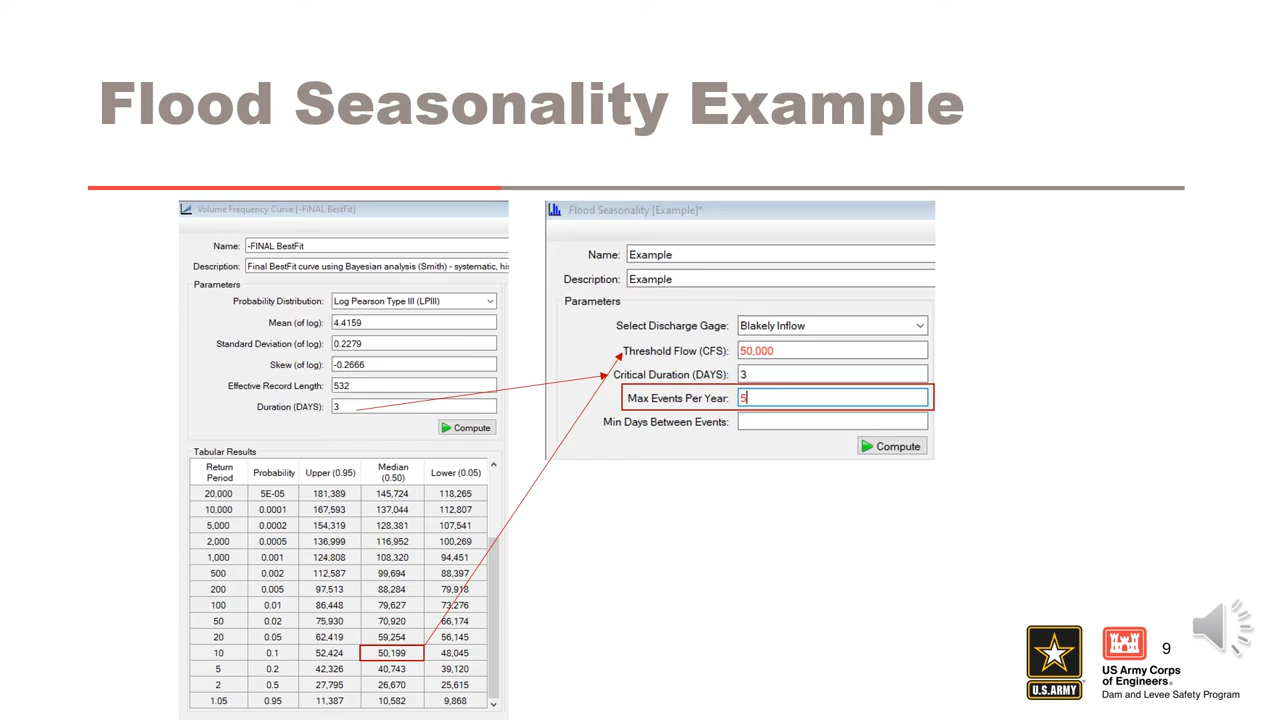 Flood Seasonality Example
Volume Frequency Curve [-FINAL BestFit]
Name: -FINAL BestFit
Description: Final BestFit curve using Bayesian analysis (Smith) - systematic, his
Parameters
Probability Distribution: Log Pearson Type III (LPIII)
Mean (of log): 4.4159
Standard Deviation (of log): 0.2279
Skew (of log): -0.2666
Effective Record Length: 532
Duration (DAYS): 3
Compute
Tabular Results
Return Period Probability Upper (0.95) Median (0.50) Lower (0.05)
20,000 5E-05 181,389 145,724 118,265
10,000 0.0001 167,593 137,044 112,807
5,000 0.0002 154,319 128,381 107,541
2,000 0.0005 136,999 116,952 100,269
1,000 0.001 124,808 108,320 94,451
500 0.002 112,587 99,694 88,397
200 0.005 97,513 88,284 79,918
100 0.01 86,448 79,627 73,276
50 0.02 75,930 70,920 66,174
20 0.05 62,419 59,254 56,145
10 0.1 52,424 50,199 48,045
5 0.2 42,326 40,743 39,120
2 0.5 27,795 26,670 25,615
1.05 0.95 11,387 10,582 9,868
Flood Seasonality [Example]*
Name: Example
Description: Example
Parameters
Select Discharge Gage: Blakely Inflow
Threshold Flow (CFS): 50,000
Critical Duration (DAYS): 3
Max Events Per Year: 5
Min Days Between Events:
Compute
U.S.ARMY
US Army Corps
of Engineers®
Dam and Levee Safety Program
9